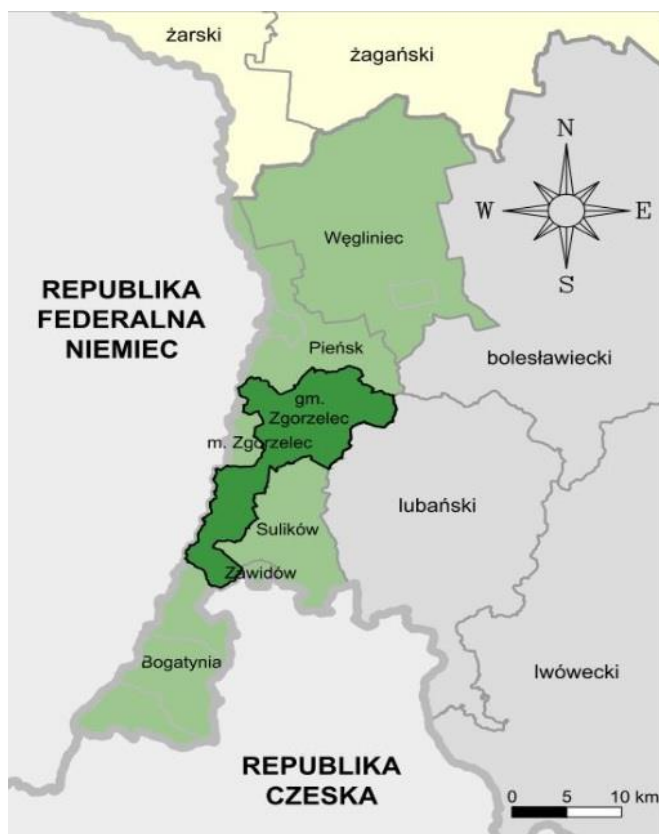 żarski
żagański
N
W
E
S
Węgliniec
REPUBLIKA
FEDERALNA
NIEMIEC
Pieńsk
bolesławiecki
gm.
Zgorzelec
m. Zgorzelec
lubański
Sulików
Zawidów
Bogatynia
lwówecki
REPUBLIKA
CZESKA
0 5 10 km